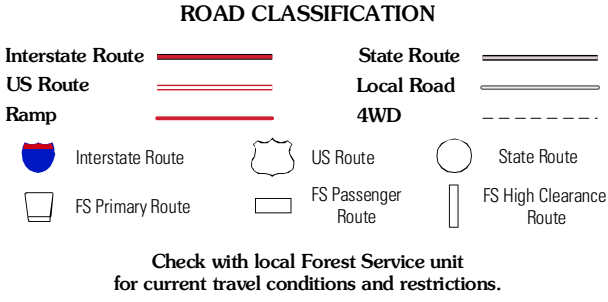 ROAD CLASSIFICATION
Interstate Route
State Route
US Route
Local Road
Ramp
4WD
Interstate Route
US Route
State Route
FS Primary Route
FS Passenger
Route
FS High Clearance
Route
Check with local Forest Service unit
for current travel conditions and restrictions.